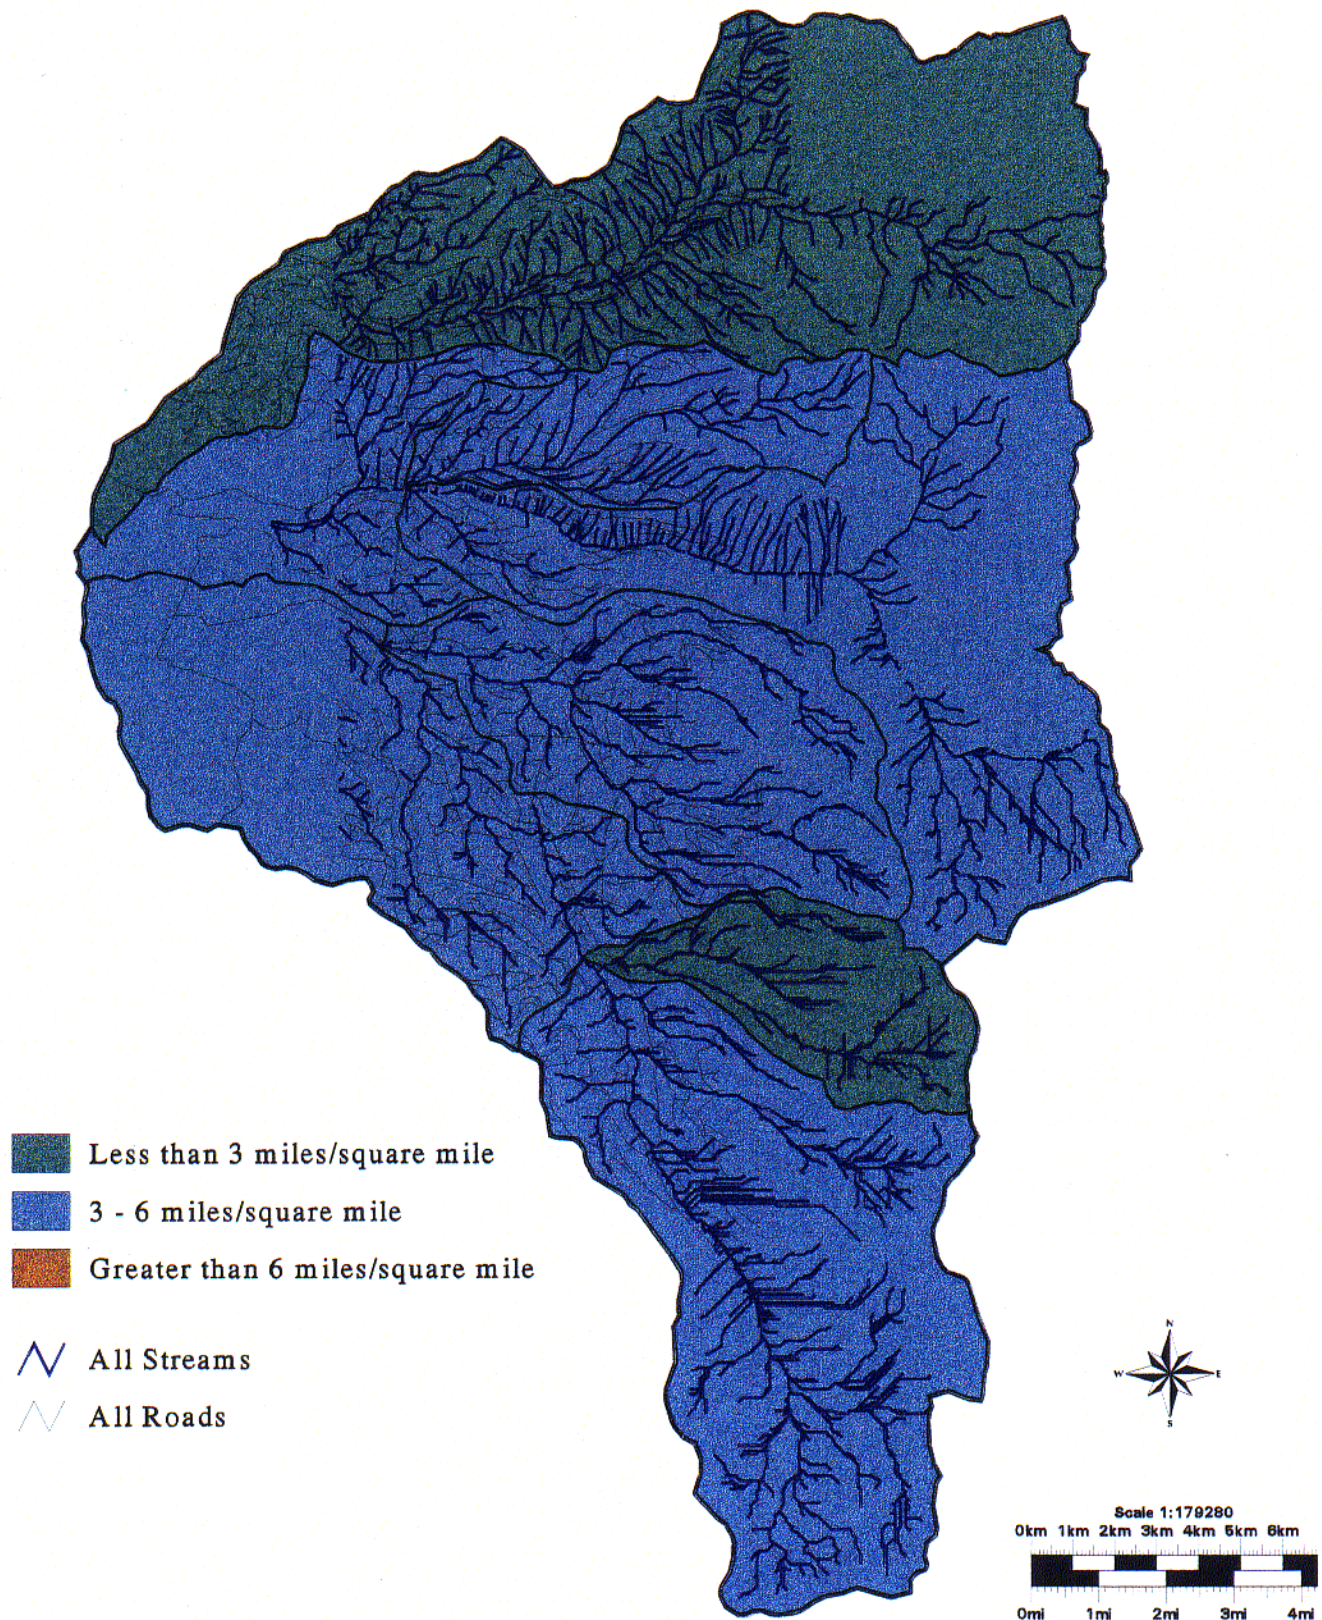 Less than 3 miles/square mile
3 - 6 miles/square mile
Greater than 6 miles/square mile
All Streams
All Roads
N
W E
S
Scale 1:179280
0km 1km 2km 3km 4km 5km 6km
0mi 1mi 2mi 3mi 4mi